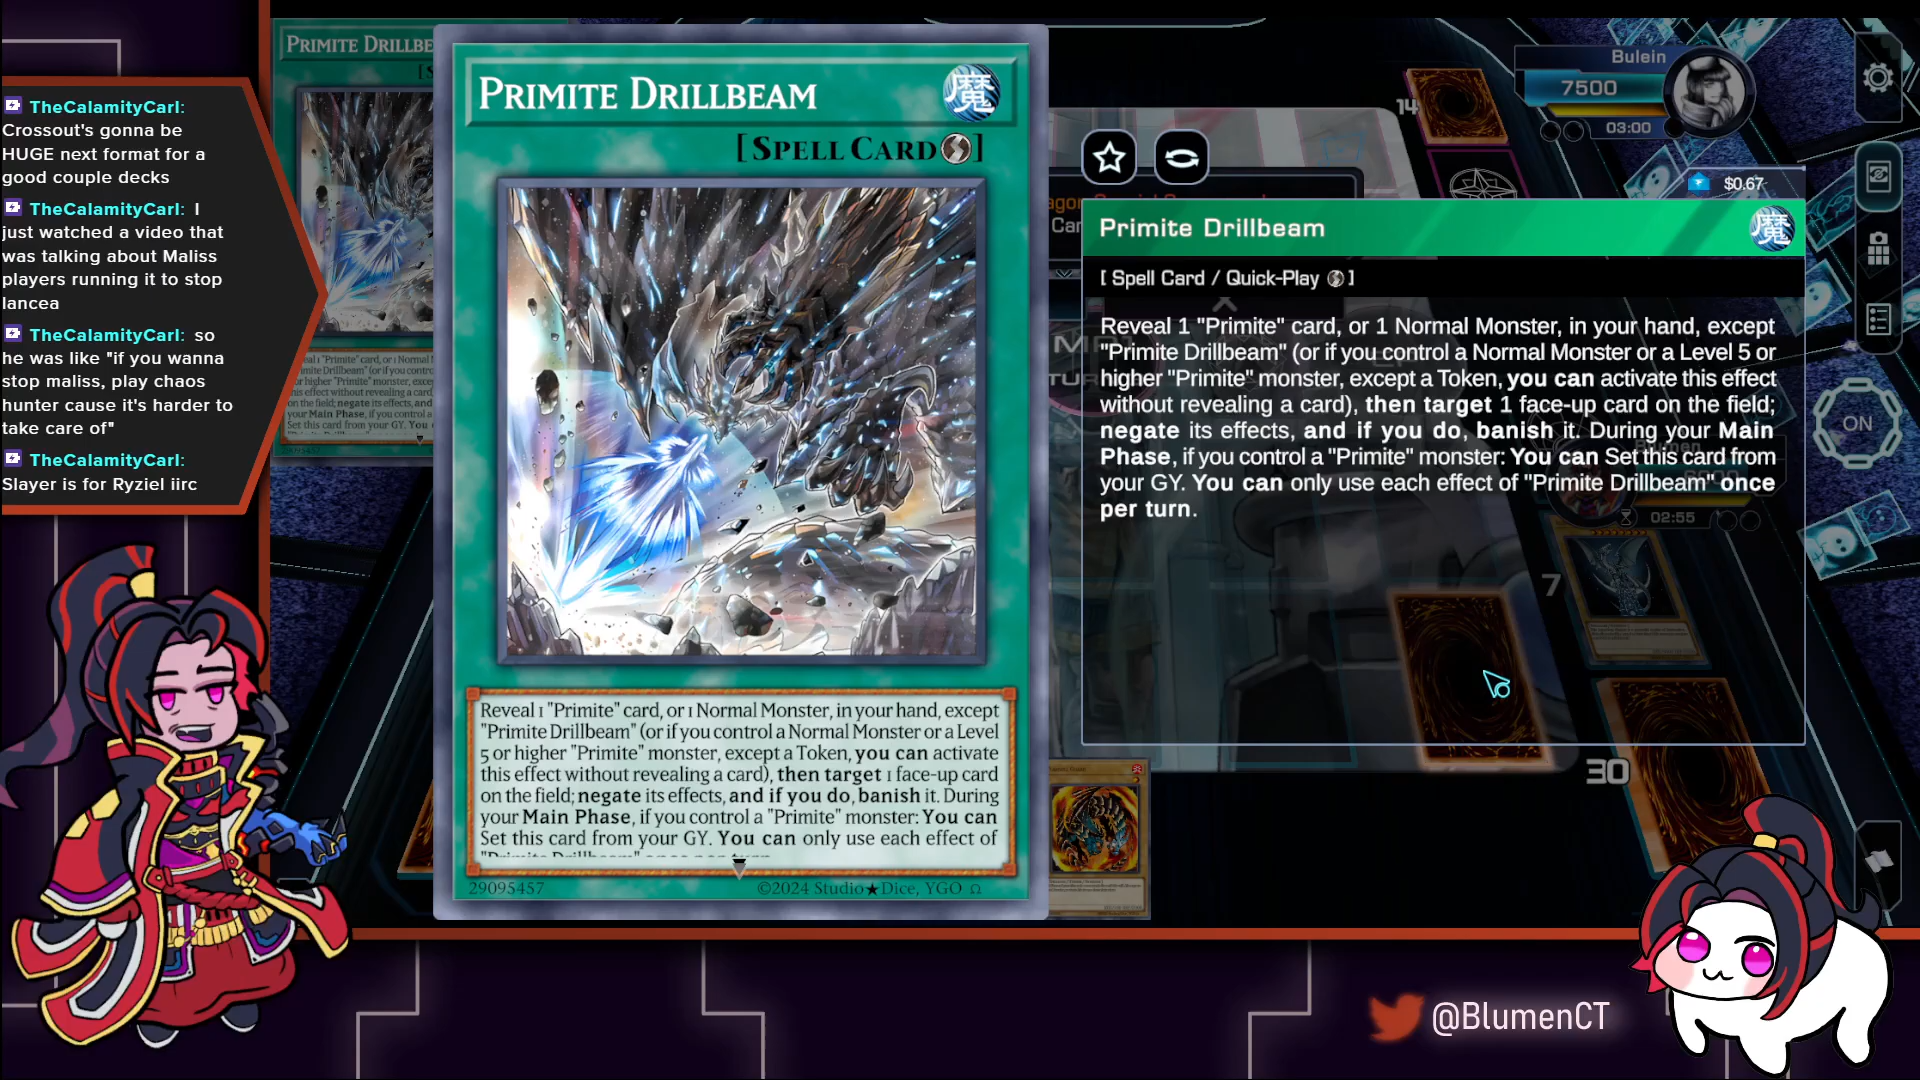 TheCalamityCarl:
Crossout's gonna be
HUGE next format for a
good couple decks
TheCalamityCarl: I
just watched a video that
was talking about Maliss
players running it to stop
lancea
TheCalamityCarl: so
he was like "if you wanna
stop maliss, play chaos
hunter cause it's harder to
take care of"
TheCalamityCarl:
Slayer is for Ryziel iirc
PRIMITE DRILLBE
PRIMITE DRILLBEAM
魔
[SPELL CARD]
Reveal 1 "Primite" card, or 1 Normal Monster, in your hand, except
"Primite Drillbeam" (or if you control a Normal Monster or a Level
5 or higher "Primite" monster, except a Token, you can activate
this effect without revealing a card), then target 1 face-up card
on the field; negate its effects, and if you do, banish it. During
your Main Phase, if you control a "Primite" monster: You can
Set this card from your GY. You can only use each effect of
29095457
©2024 Studio★Dice, YGO Ω
14
Bulein
7500
03:00
$0.67
Primite Drillbeam
魔
[ Spell Card / Quick-Play ]
Reveal 1 "Primite" card, or 1 Normal Monster, in your hand, except
"Primite Drillbeam" (or if you control a Normal Monster or a Level 5 or
higher "Primite" monster, except a Token, you can activate this effect
without revealing a card), then target 1 face-up card on the field;
negate its effects, and if you do, banish it. During your Main
Phase, if you control a "Primite" monster: You can Set this card from
your GY. You can only use each effect of "Primite Drillbeam" once
per turn.
ON
02:55
7
30
@BlumenCT